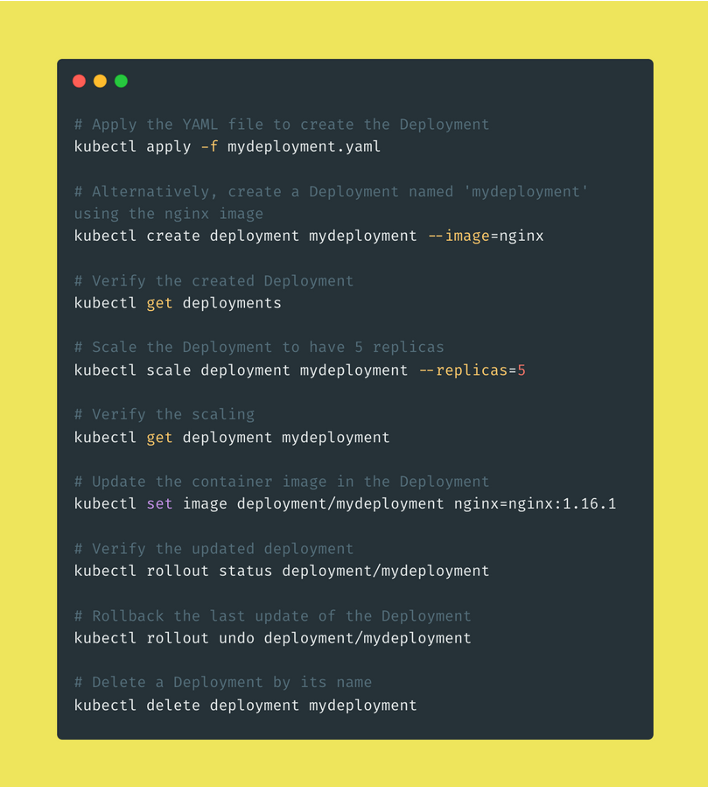 # Apply the YAML file to create the Deployment
kubectl apply -f mydeployment.yaml
# Alternatively, create a Deployment named 'mydeployment'
using the nginx image
kubectl create deployment mydeployment --image=nginx
# Verify the created Deployment
kubectl get deployments
# Scale the Deployment to have 5 replicas
kubectl scale deployment mydeployment --replicas=5
# Verify the scaling
kubectl get deployment mydeployment
# Update the container image in the Deployment
kubectl set image deployment/mydeployment nginx=nginx:1.16.1
# Verify the updated deployment
kubectl rollout status deployment/mydeployment
# Rollback the last update of the Deployment
kubectl rollout undo deployment/mydeployment
# Delete a Deployment by its name
kubectl delete deployment mydeployment